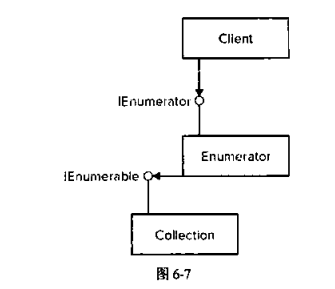 Client
IEnumerator
Enumerator
IEnumerable
Collection
图 6-7